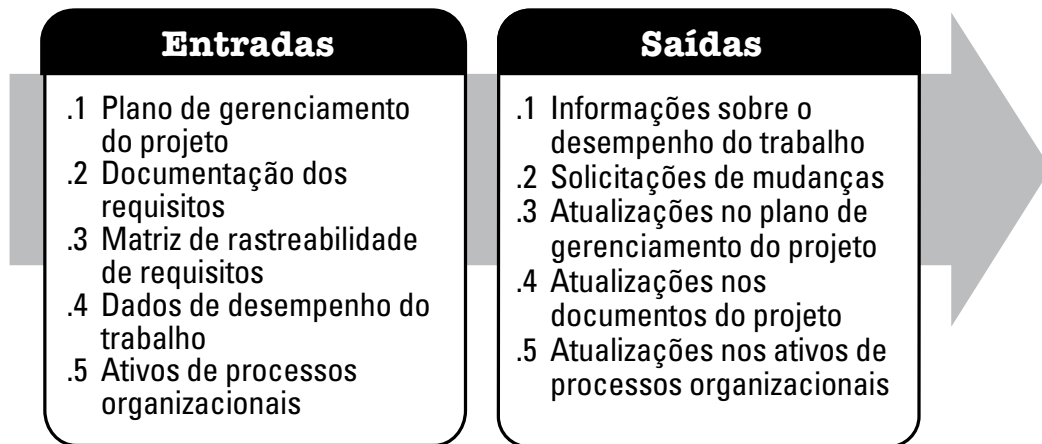 Entradas
.1 Plano de gerenciamento
do projeto
.2 Documentação dos
requisitos
.3 Matriz de rastreabilidade
de requisitos
.4 Dados de desempenho do
trabalho
.5 Ativos de processos
organizacionais
Saídas
.1 Informações sobre o
desempenho do trabalho
.2 Solicitações de mudanças
.3 Atualizações no plano de
gerenciamento do projeto
.4 Atualizações nos
documentos do projeto
.5 Atualizações nos ativos de
processos organizacionais